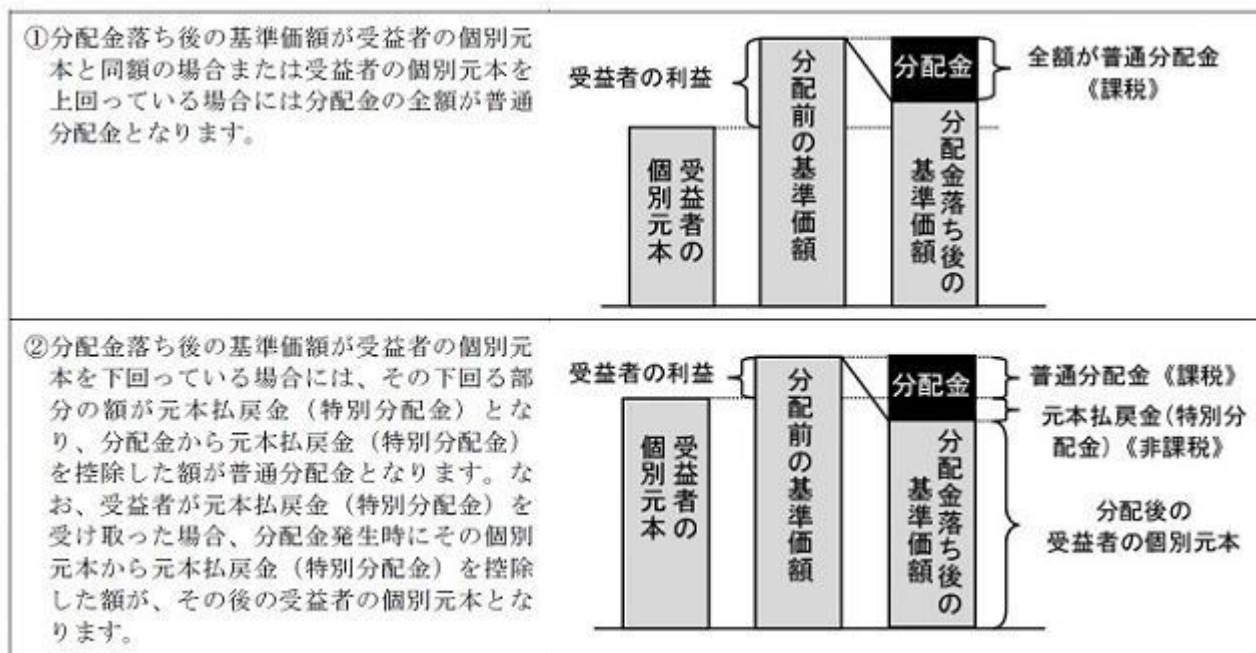 ①分配金落ち後の基準価額が受益者の個別元
本と同額の場合または受益者の個別元本を
上回っている場合には分配金の全額が普通
分配金となります。
受益者の利益
受益者の
個別元本
分配前の基準価額
分配金
分配金落ち後の
基準価額
全額が普通分配金
《課税》
②分配金落ち後の基準価額が受益者の個別元
本を下回っている場合には、その下回る部
分の額が元本払戻金（特別分配金）とな
り、分配金から元本払戻金（特別分配金）
を控除した額が普通分配金となります。な
お、受益者が元本払戻金（特別分配金）を
受け取った場合、分配金発生時にその個別
元本から元本払戻金（特別分配金）を控除
した額が、その後の受益者の個別元本とな
ります。
受益者の利益
受益者の
個別元本
分配前の基準価額
分配金
分配金落ち後の
基準価額
普通分配金《課税》
元本払戻金（特別分
配金）《非課税》
分配後の
受益者の個別元本